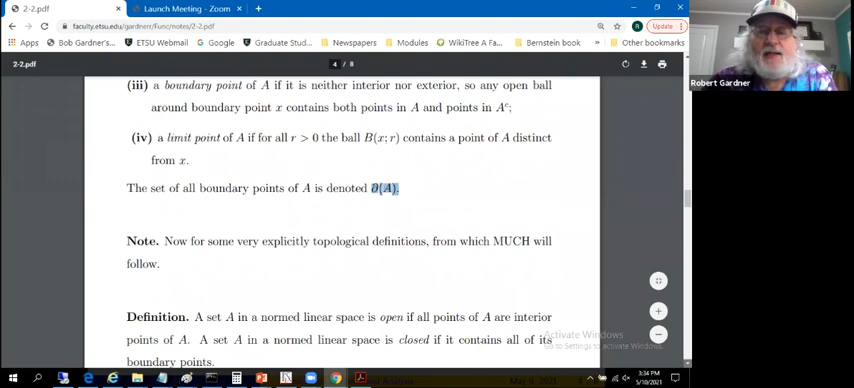 2-2.pdf
Launch Meeting - Zoom
faculty.etsu.edu/gardnerr/Func/notes/2-2.pdf
Update
Apps
Bob Gardner's...
ETSU Webmail
Google
Graduate Stud...
Newspapers
Modules
WikiTree A Fa...
Bernstein book
Other bookmarks
2-2.pdf
4 / 8
Robert Gardner
(iii) a boundary point of A if it is neither interior nor exterior, so any open ball
around boundary point x contains both points in A and points in Aᶜ;
(iv) a limit point of A if for all r > 0 the ball B(x; r) contains a point of A distinct
from x.
The set of all boundary points of A is denoted ∂(A).
Note. Now for some very explicitly topological definitions, from which MUCH will
follow.
Definition. A set A in a normed linear space is open if all points of A are interior
points of A. A set A in a normed linear space is closed if it contains all of its
boundary points.
Activate Windows
Go to Settings to activate Windows.
3:34 PM
5/10/2021